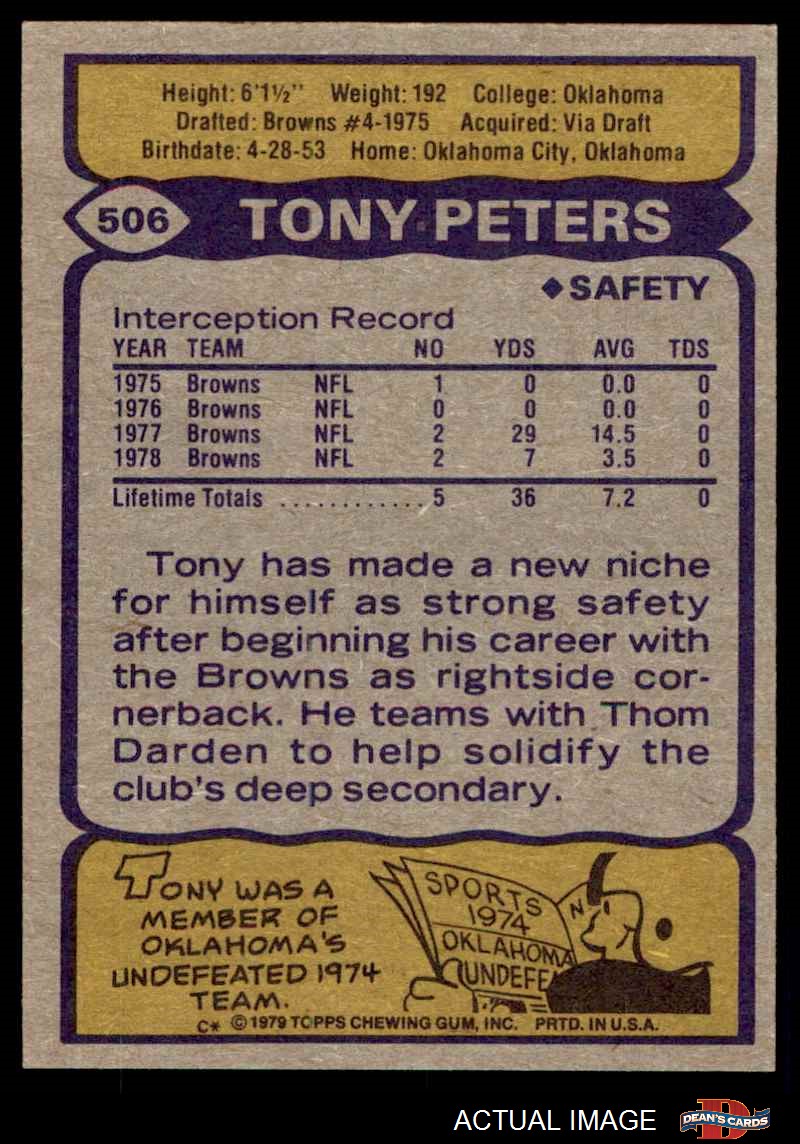 Height: 6'1½" Weight: 192 College: Oklahoma
Drafted: Browns #4-1975 Acquired: Via Draft
Birthdate: 4-28-53 Home: Oklahoma City, Oklahoma
506 TONY PETERS
◆SAFETY
Interception Record
YEAR TEAM NO YDS AVG TDS
1975 Browns NFL 1 0 0.0 0
1976 Browns NFL 0 0 0.0 0
1977 Browns NFL 2 29 14.5 0
1978 Browns NFL 2 7 3.5 0
Lifetime Totals ............ 5 36 7.2 0
Tony has made a new niche
for himself as strong safety
after beginning his career with
the Browns as rightside cor-
nerback. He teams with Thom
Darden to help solidify the
club's deep secondary.
TONY WAS A
MEMBER OF
OKLAHOMA'S
UNDEFEATED 1974
TEAM.
SPORTS
1974
OKLAHOMA
UNDEFE
N
C* ©1979 TOPPS CHEWING GUM, INC. PRTD. IN U.S.A.
ACTUAL IMAGE
D
DEAN'S CARDS